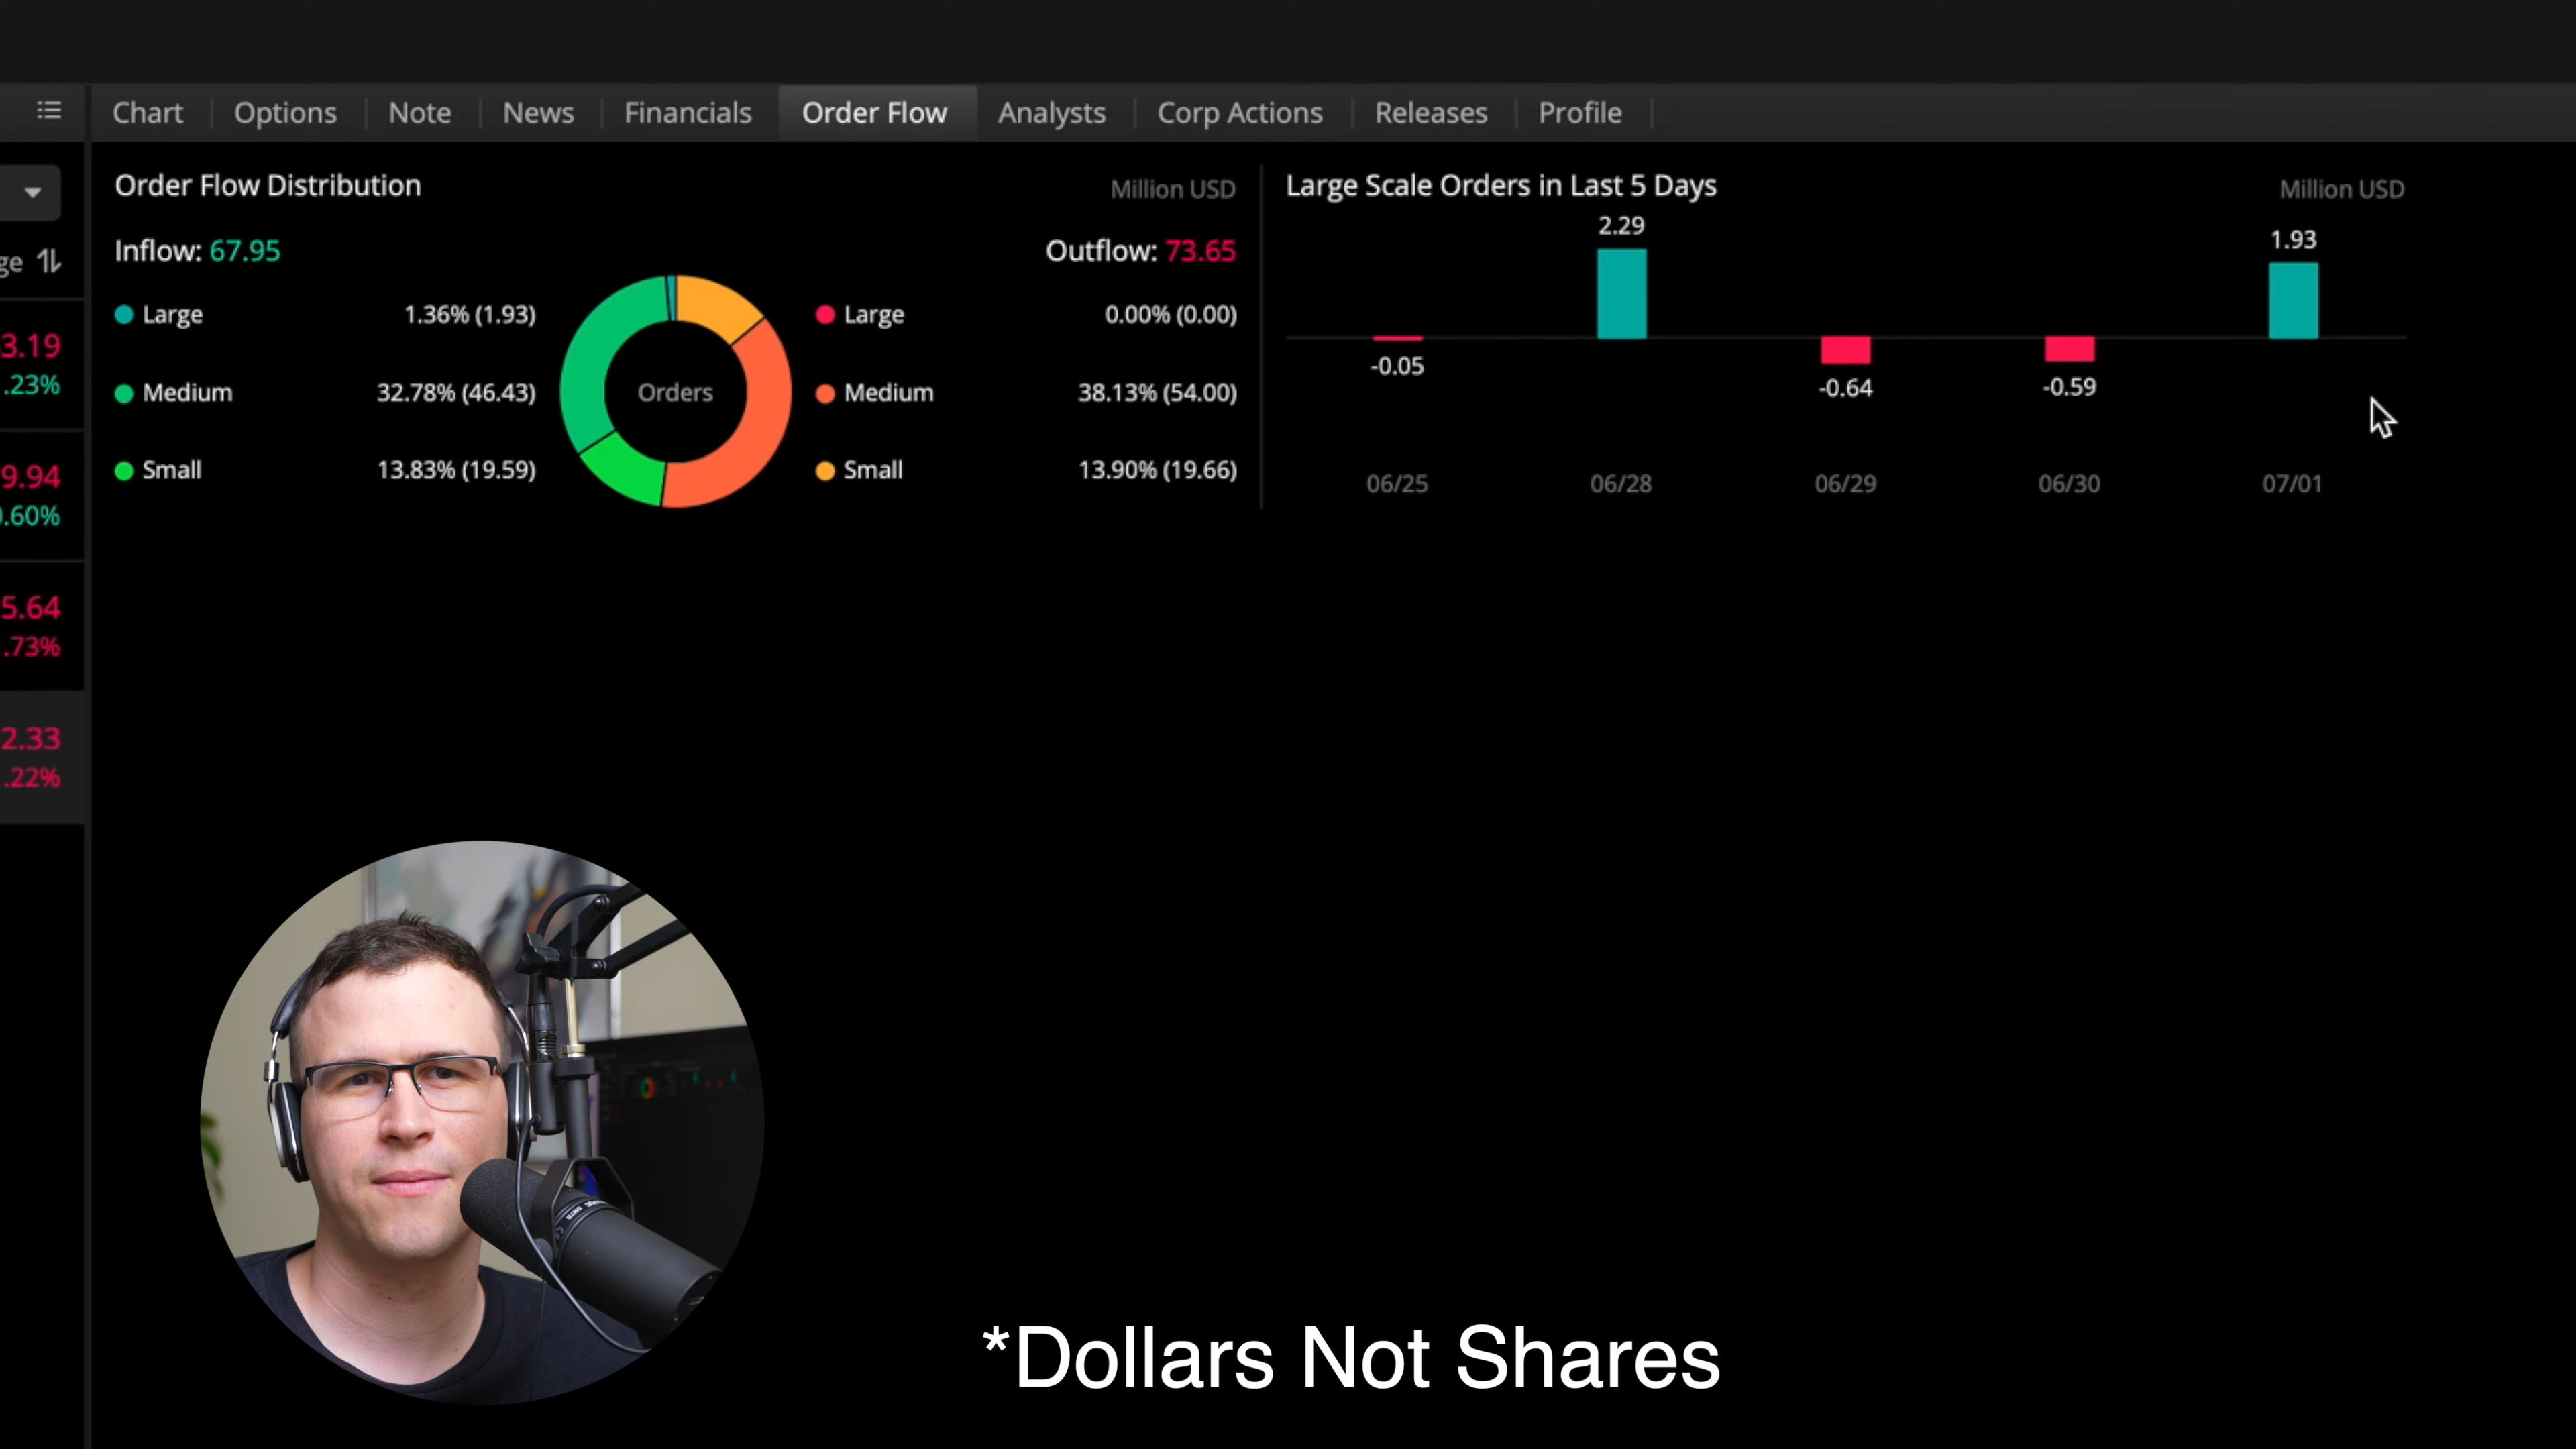 Chart Options Note News Financials Order Flow Analysts Corp Actions Releases Profile
Order Flow Distribution Million USD
Inflow: 67.95 Outflow: 73.65
Large 1.36% (1.93) Large 0.00% (0.00)
Medium 32.78% (46.43) Orders Medium 38.13% (54.00)
Small 13.83% (19.59) Small 13.90% (19.66)
Large Scale Orders in Last 5 Days Million USD
2.29 1.93
-0.05 -0.64 -0.59
06/25 06/28 06/29 06/30 07/01
ge
3.19
.23%
9.94
0.60%
5.64
.73%
2.33
.22%
*Dollars Not Shares